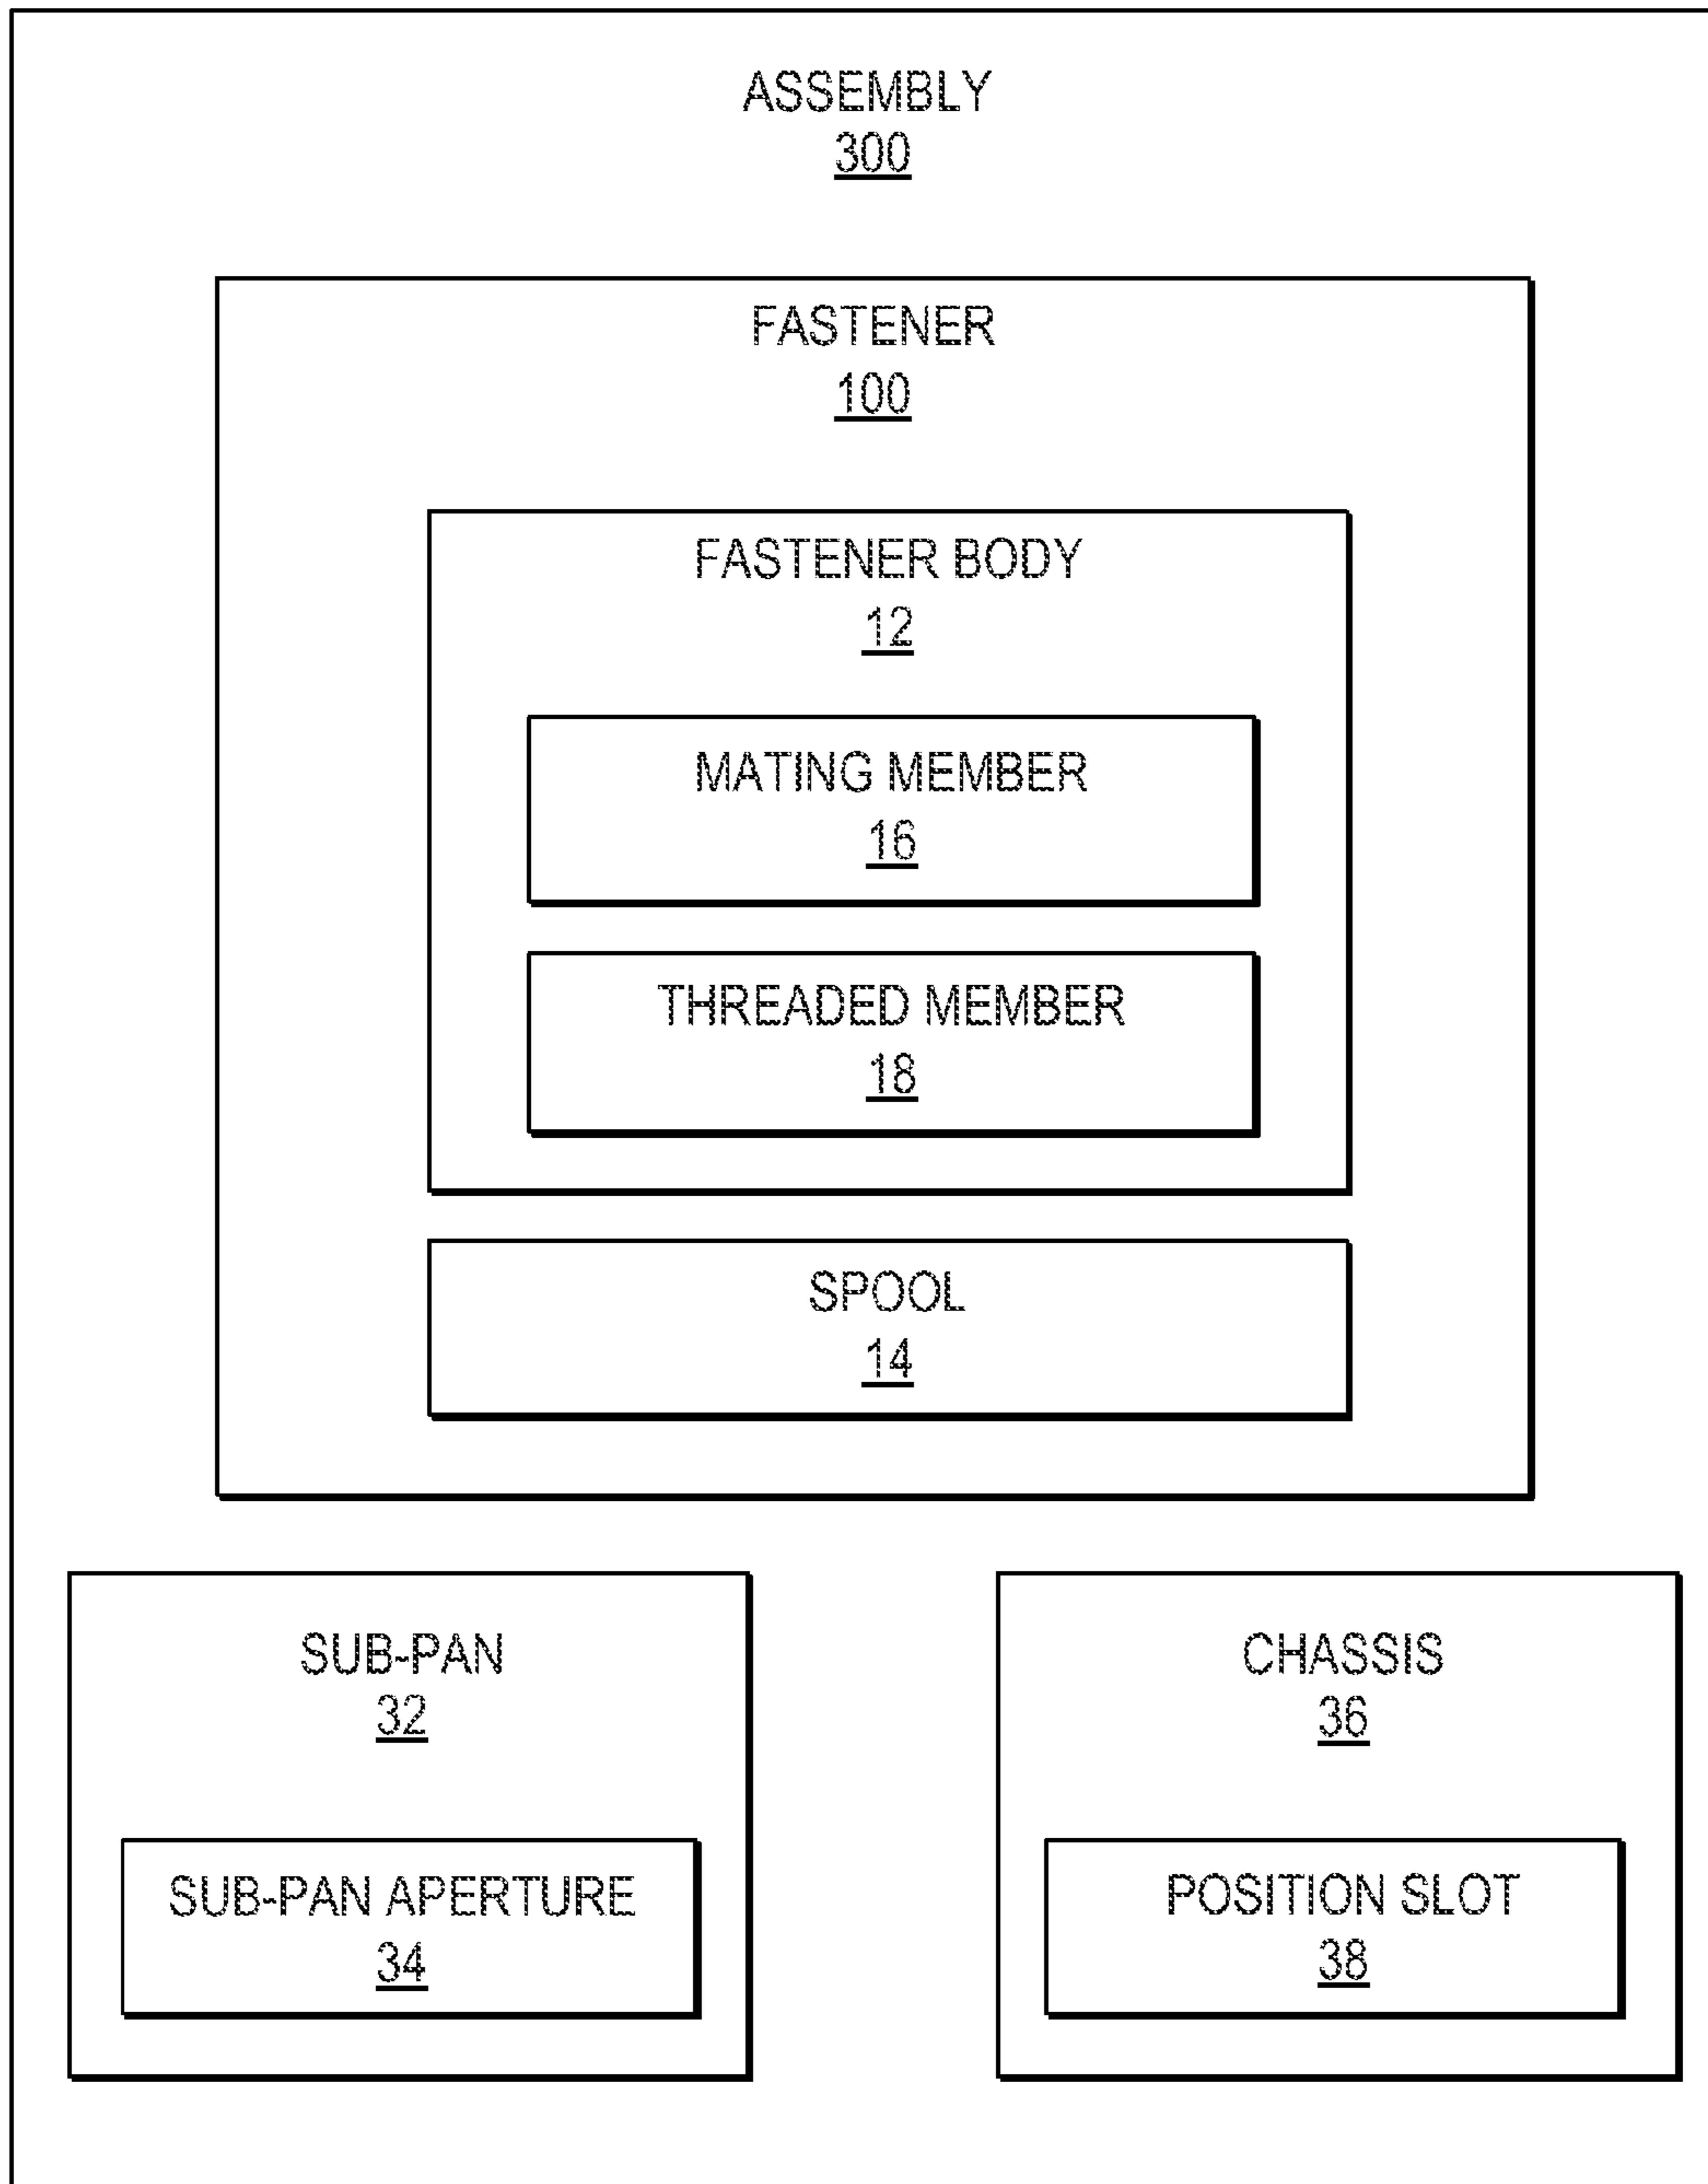 ASSEMBLY
300
FASTENER
100
FASTENER BODY
12
MATING MEMBER
16
THREADED MEMBER
18
SPOOL
14
SUB-PAN
32
SUB-PAN APERTURE
34
CHASSIS
36
POSITION SLOT
38